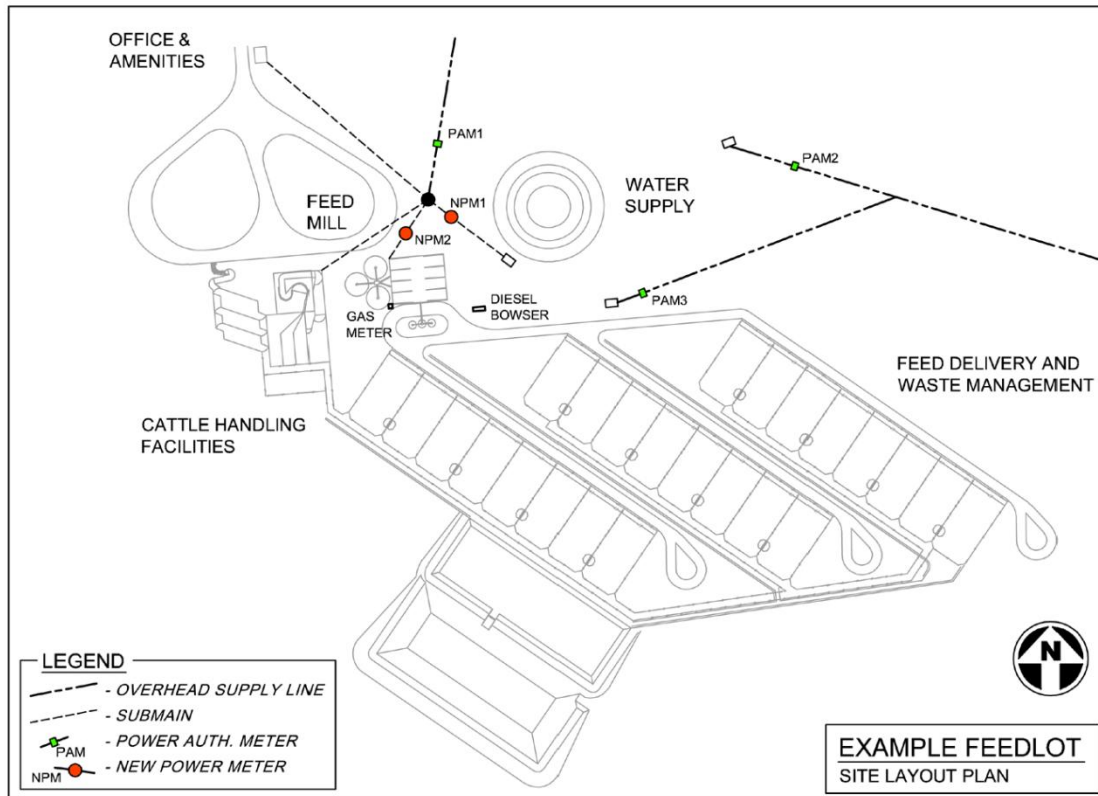 OFFICE &
AMENITIES
PAM1
PAM2
WATER
SUPPLY
FEED
MILL
NPM1
NPM2
PAM3
GAS
METER
DIESEL
BOWSER
FEED DELIVERY AND
WASTE MANAGEMENT
CATTLE HANDLING
FACILITIES
LEGEND
- OVERHEAD SUPPLY LINE
- SUBMAIN
PAM - POWER AUTH. METER
NPM - NEW POWER METER
N
EXAMPLE FEEDLOT
SITE LAYOUT PLAN